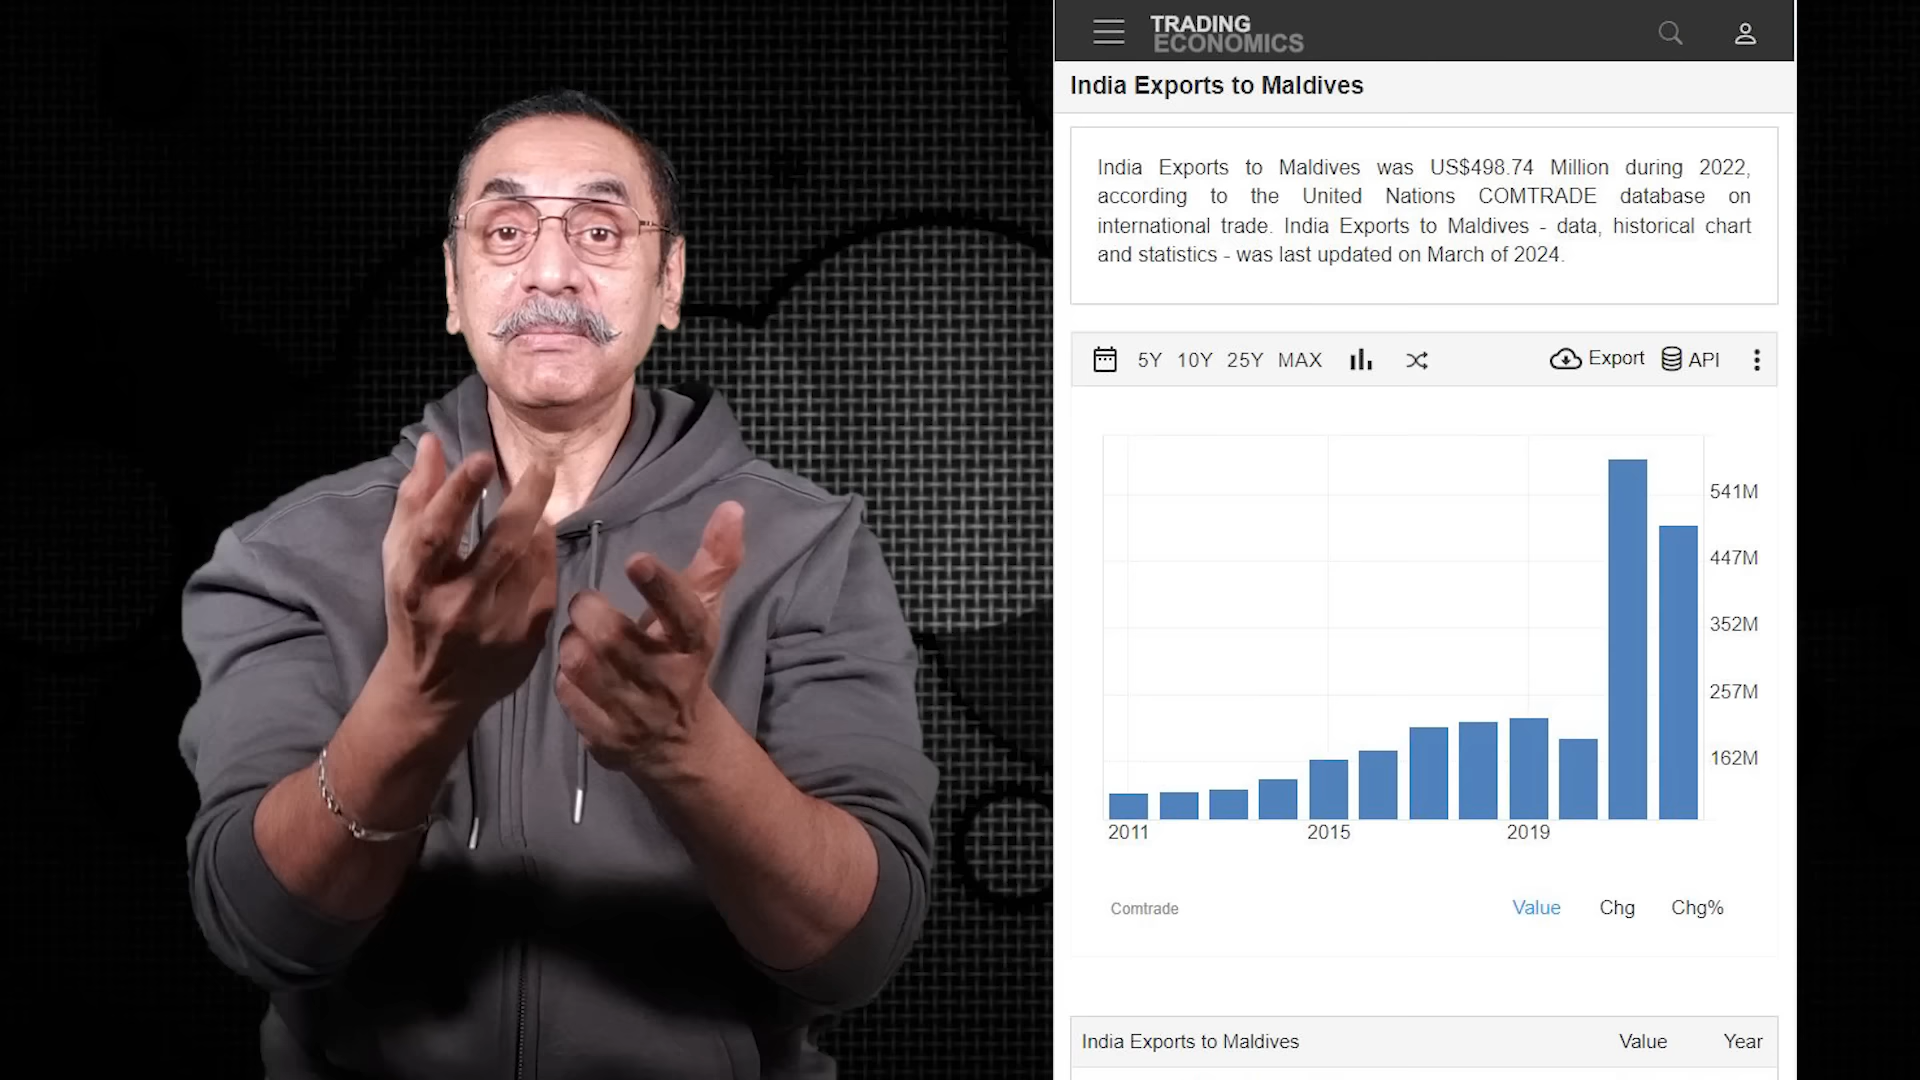 TRADING
ECONOMICS
India Exports to Maldives
India Exports to Maldives was US$498.74 Million during 2022,
according to the United Nations COMTRADE database on
international trade. India Exports to Maldives - data, historical chart
and statistics - was last updated on March of 2024.
5Y 10Y 25Y MAX Export API
541M
447M
352M
257M
162M
2011 2015 2019
Comtrade Value Chg Chg%
India Exports to Maldives Value Year